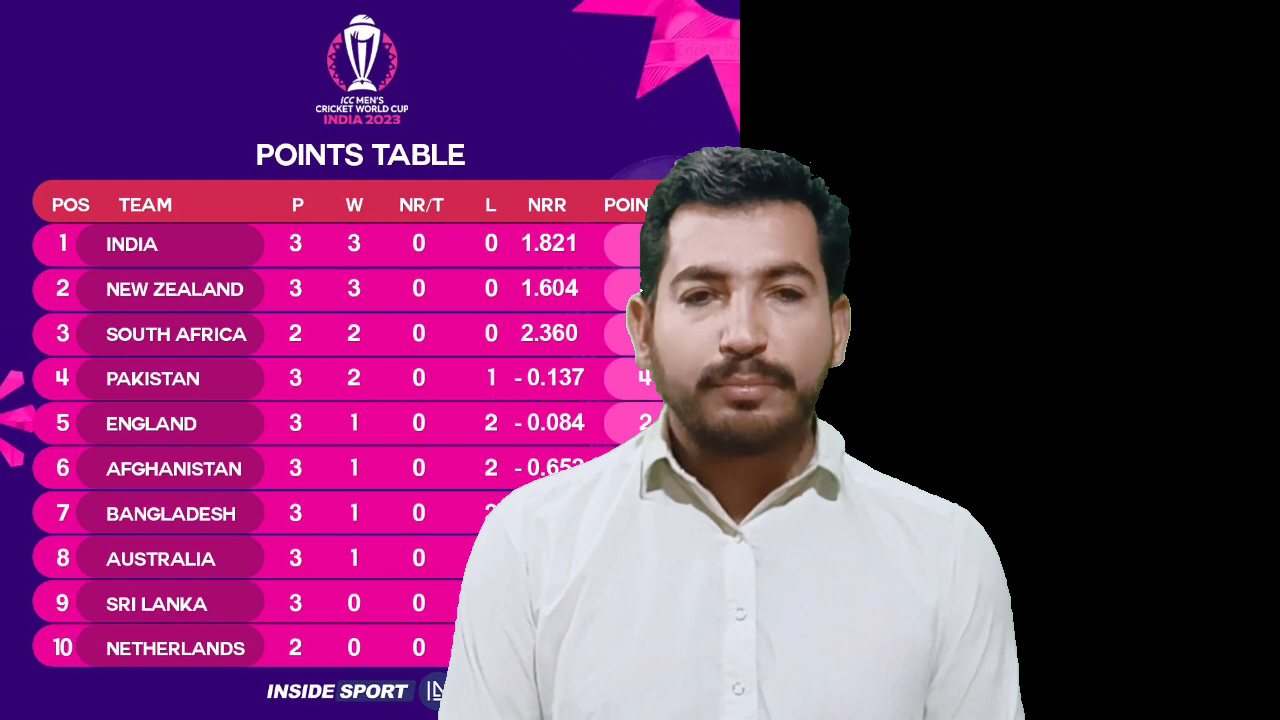 ICC MEN'S
CRICKET WORLD CUP
INDIA 2023
POINTS TABLE
POS TEAM P W NR/T L NRR
1 INDIA 3 3 0 0 1.821
2 NEW ZEALAND 3 3 0 0 1.604
3 SOUTH AFRICA 2 2 0 0 2.360
4 PAKISTAN 3 2 0 1 - 0.137 4
5 ENGLAND 3 1 0 2 - 0.084 2
6 AFGHANISTAN 3 1 0 2
7 BANGLADESH 3 1 0
8 AUSTRALIA 3 1 0
9 SRI LANKA 3 0 0
10 NETHERLANDS 2 0 0
INSIDE SPORT